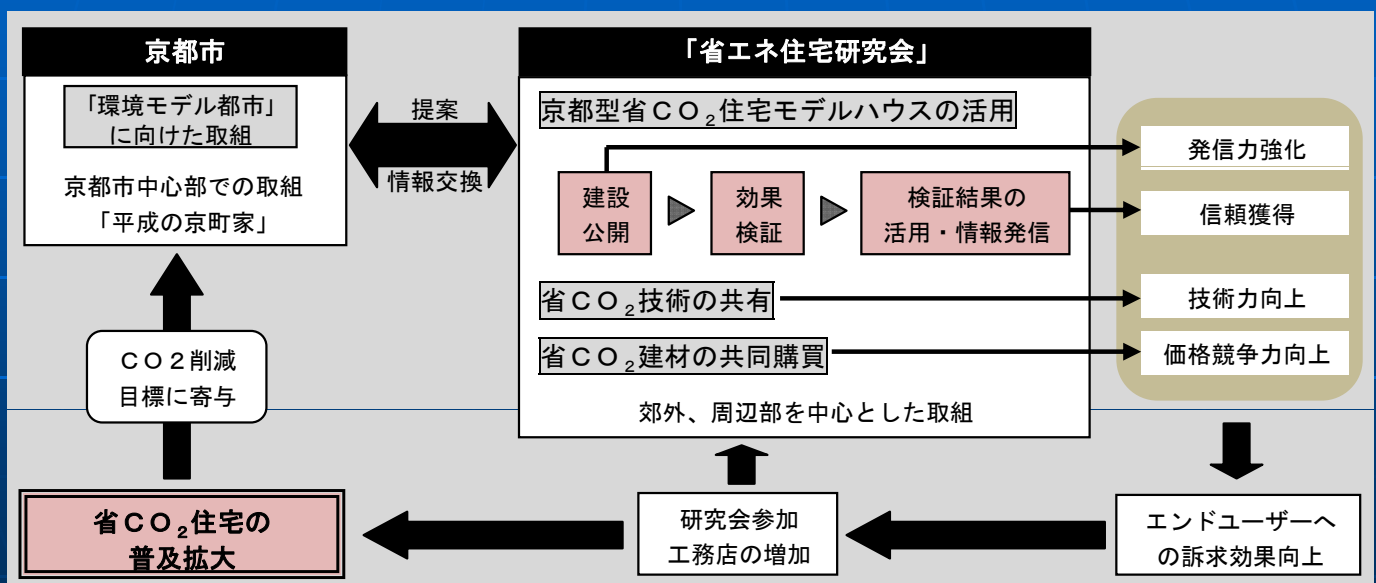 京都市
「環境モデル都市」
に向けた取組
京都市中心部での取組
「平成の京町家」
提案
情報交換
「省エネ住宅研究会」
京都型省CO₂住宅モデルハウスの活用
建設
公開
効果
検証
検証結果の
活用・情報発信
省CO₂技術の共有
省CO₂建材の共同購買
郊外、周辺部を中心とした取組
発信力強化
信頼獲得
技術力向上
価格競争力向上
CO2削減
目標に寄与
省CO₂住宅の
普及拡大
研究会参加
工務店の増加
エンドユーザーへ
の訴求効果向上